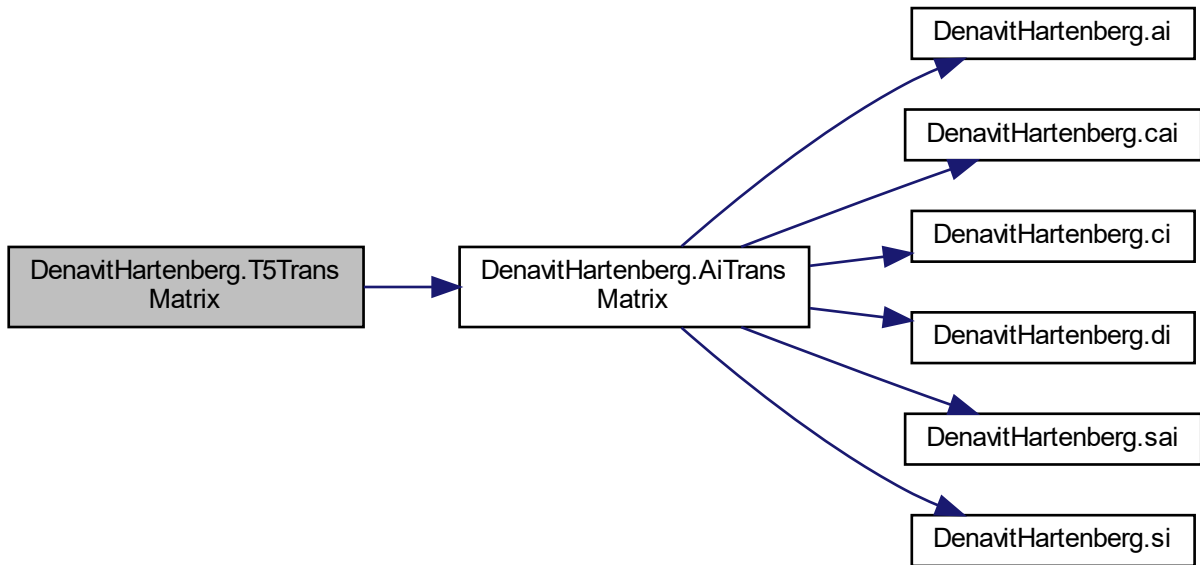 DenavitHartenberg.T5Trans
Matrix
DenavitHartenberg.AiTrans
Matrix
DenavitHartenberg.ai
DenavitHartenberg.cai
DenavitHartenberg.ci
DenavitHartenberg.di
DenavitHartenberg.sai
DenavitHartenberg.si